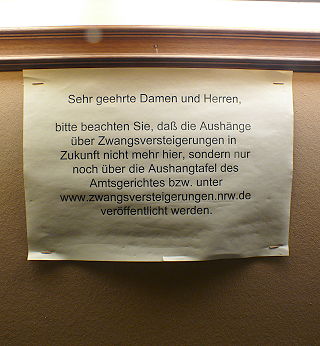 Sehr geehrte Damen und Herren,
bitte beachten Sie, daß die Aushänge
über Zwangsversteigerungen in
Zukunft nicht mehr hier, sondern nur
noch über die Aushangtafel des
Amtsgerichtes bzw. unter
www.zwangsversteigerungen.nrw.de
veröffentlicht werden.